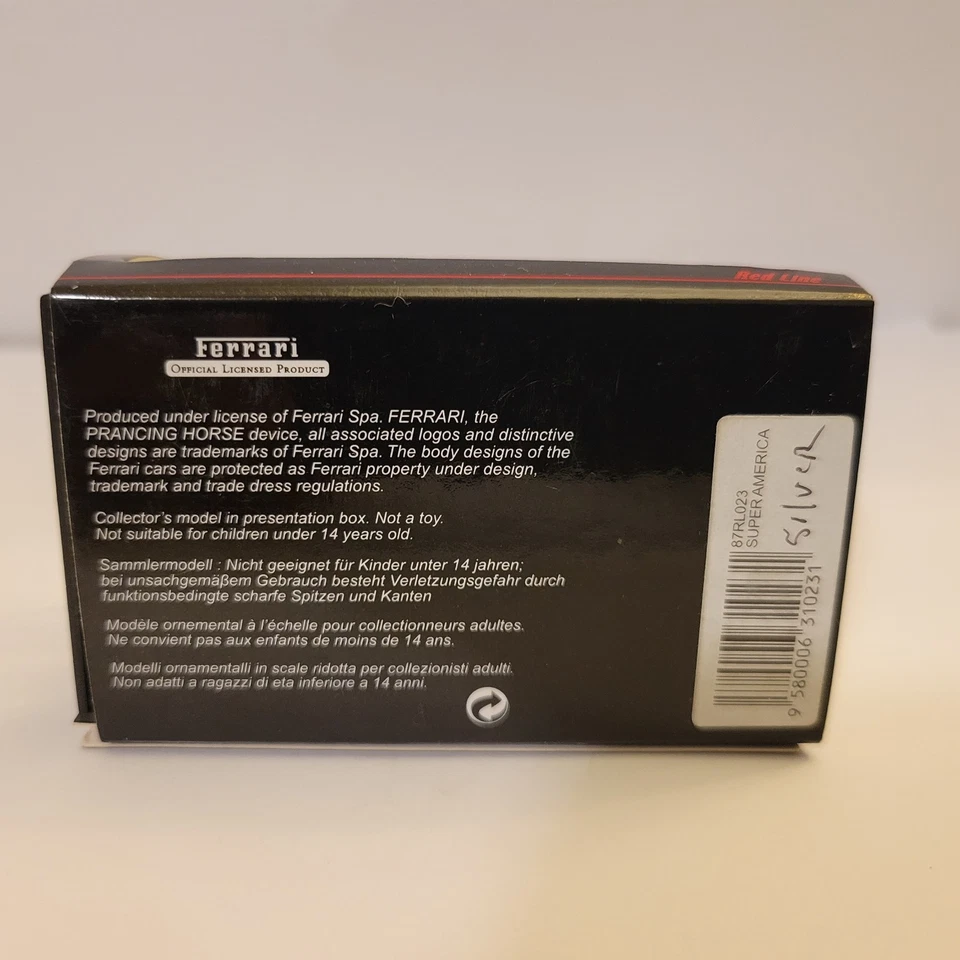 Red Line
Ferrari
OFFICIAL LICENSED PRODUCT
Produced under license of Ferrari Spa. FERRARI, the
PRANCING HORSE device, all associated logos and distinctive
designs are trademarks of Ferrari Spa. The body designs of the
Ferrari cars are protected as Ferrari property under design,
trademark and trade dress regulations.
Collector's model in presentation box. Not a toy.
Not suitable for children under 14 years old.
Sammlermodell : Nicht geeignet für Kinder unter 14 jahren;
bei unsachgemäβem Gebrauch besteht Verletzungsgefahr durch
funktionsbedingte scharfe Spitzen und Kanten
Modèle ornemental à l'échelle pour collectionneurs adultes.
Ne convient pas aux enfants de moins de 14 ans.
Modelli ornamentalli in scale ridotta per collezionisti adulti.
Non adatti a ragazzi di eta inferiore a 14 anni.
87RL023
SUPERAMERICA
SILVER
9 580006 310231